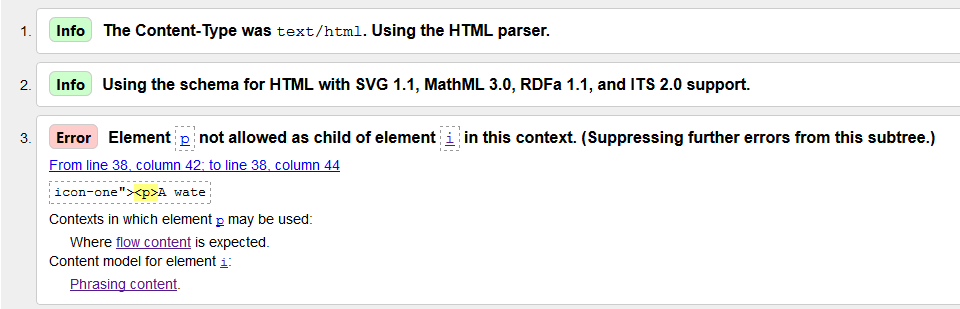 1. Info The Content-Type was text/html. Using the HTML parser.
2. Info Using the schema for HTML with SVG 1.1, MathML 3.0, RDFa 1.1, and ITS 2.0 support.
3. Error Element p not allowed as child of element i in this context. (Suppressing further errors from this subtree.)
From line 38, column 42; to line 38, column 44
icon-one"><p>A wate
Contexts in which element p may be used:
Where flow content is expected.
Content model for element i:
Phrasing content.